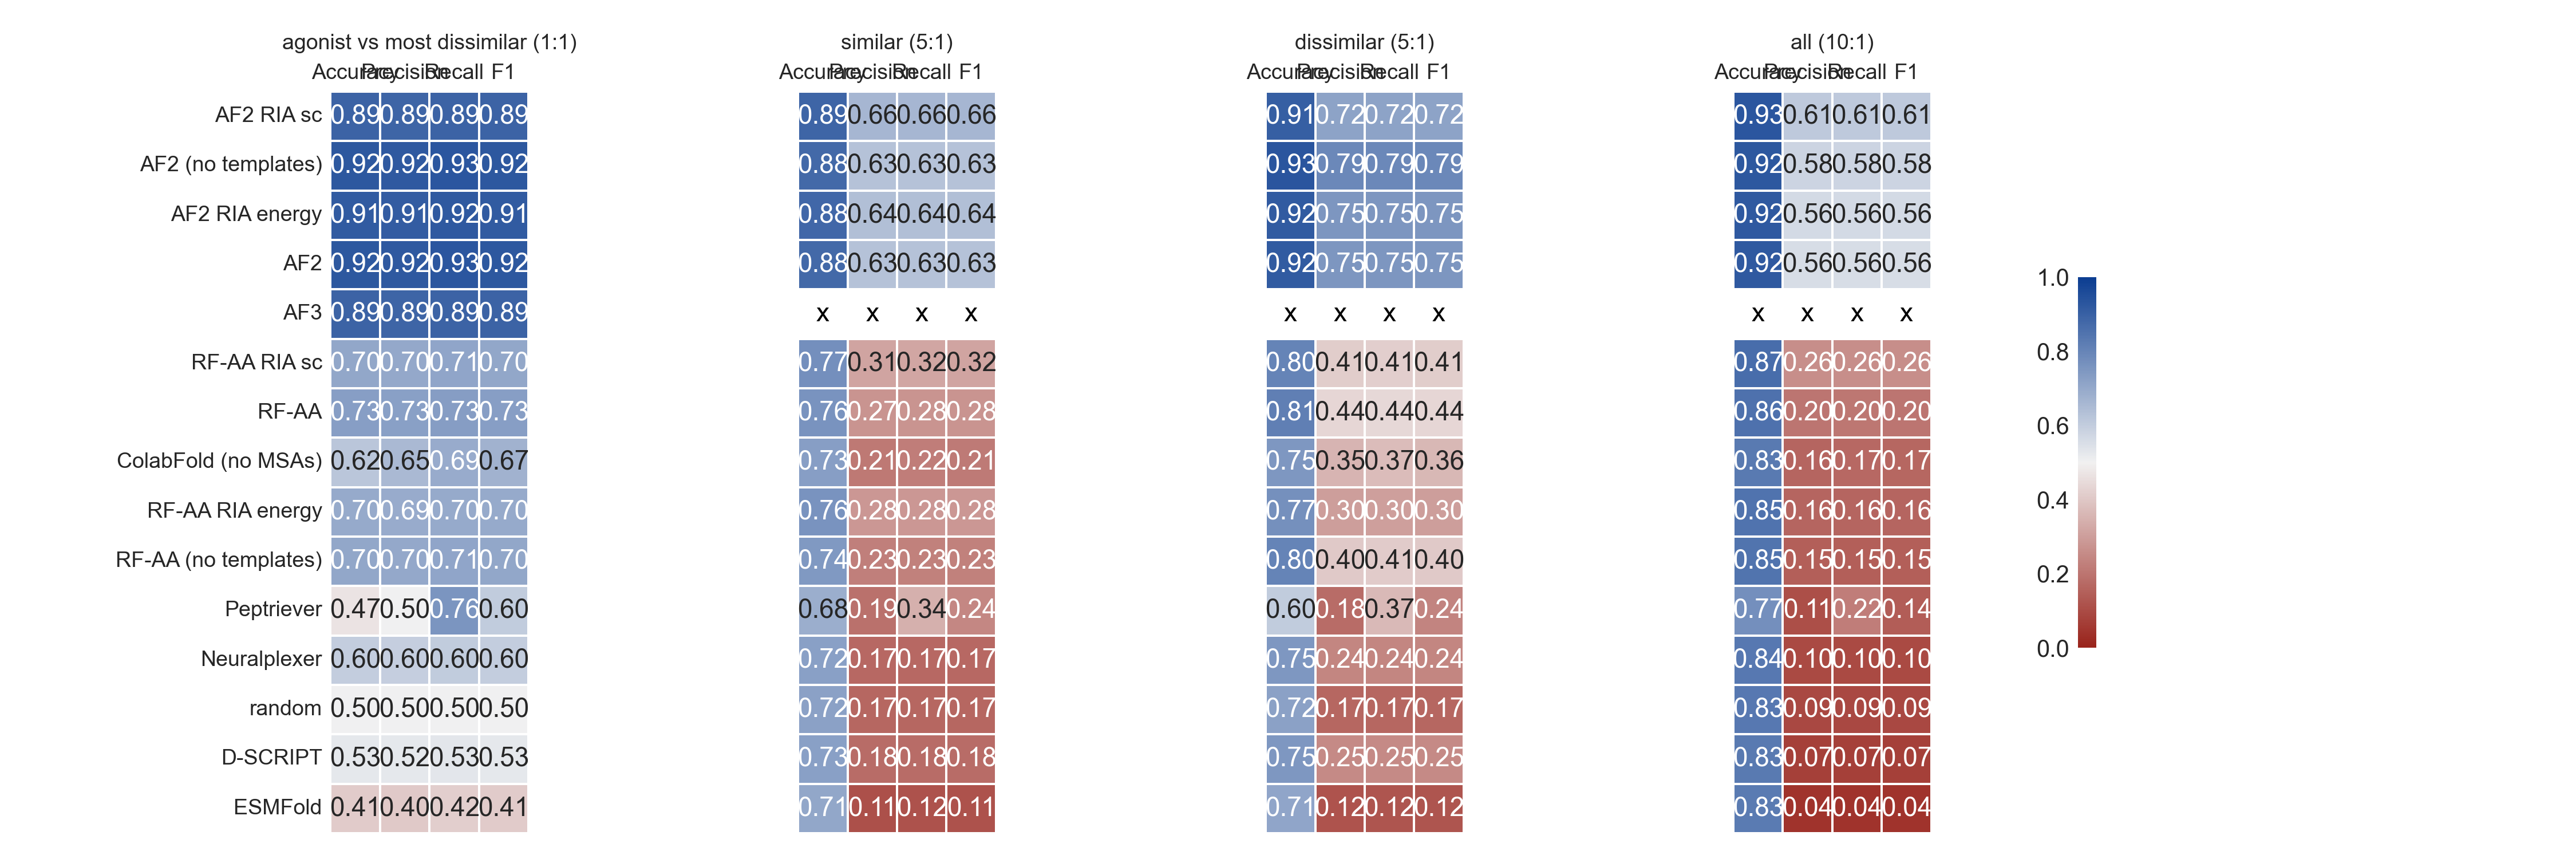 agonist vs most dissimilar (1:1) similar (5:1) dissimilar (5:1) all (10:1)
Accuracy Precision Recall F1 Accuracy Precision Recall F1 Accuracy Precision Recall F1 Accuracy Precision Recall F1
AF2 RIA sc 0.89 0.89 0.89 0.89 0.89 0.66 0.66 0.66 0.91 0.72 0.72 0.72 0.93 0.61 0.61 0.61
AF2 (no templates) 0.92 0.92 0.93 0.92 0.88 0.63 0.63 0.63 0.93 0.79 0.79 0.79 0.92 0.58 0.58 0.58
AF2 RIA energy 0.91 0.91 0.92 0.91 0.88 0.64 0.64 0.64 0.92 0.75 0.75 0.75 0.92 0.56 0.56 0.56
AF2 0.92 0.92 0.93 0.92 0.88 0.63 0.63 0.63 0.92 0.75 0.75 0.75 0.92 0.56 0.56 0.56
AF3 0.89 0.89 0.89 0.89 x x x x x x x x x x x x
RF-AA RIA sc 0.70 0.70 0.71 0.70 0.77 0.31 0.32 0.32 0.80 0.41 0.41 0.41 0.87 0.26 0.26 0.26
RF-AA 0.73 0.73 0.73 0.73 0.76 0.27 0.28 0.28 0.81 0.44 0.44 0.44 0.86 0.20 0.20 0.20
ColabFold (no MSAs) 0.62 0.65 0.69 0.67 0.73 0.21 0.22 0.21 0.75 0.35 0.37 0.36 0.83 0.16 0.17 0.17
RF-AA RIA energy 0.70 0.69 0.70 0.70 0.76 0.28 0.28 0.28 0.77 0.30 0.30 0.30 0.85 0.16 0.16 0.16
RF-AA (no templates) 0.70 0.70 0.71 0.70 0.74 0.23 0.23 0.23 0.80 0.40 0.41 0.40 0.85 0.15 0.15 0.15
Peptriever 0.47 0.50 0.76 0.60 0.68 0.19 0.34 0.24 0.60 0.18 0.37 0.24 0.77 0.11 0.22 0.14
Neuralplexer 0.60 0.60 0.60 0.60 0.72 0.17 0.17 0.17 0.75 0.24 0.24 0.24 0.84 0.10 0.10 0.10
random 0.50 0.50 0.50 0.50 0.72 0.17 0.17 0.17 0.72 0.17 0.17 0.17 0.83 0.09 0.09 0.09
D-SCRIPT 0.53 0.52 0.53 0.53 0.73 0.18 0.18 0.18 0.75 0.25 0.25 0.25 0.83 0.07 0.07 0.07
ESMFold 0.41 0.40 0.42 0.41 0.71 0.11 0.12 0.11 0.71 0.12 0.12 0.12 0.83 0.04 0.04 0.04
1.0
0.8
0.6
0.4
0.2
0.0